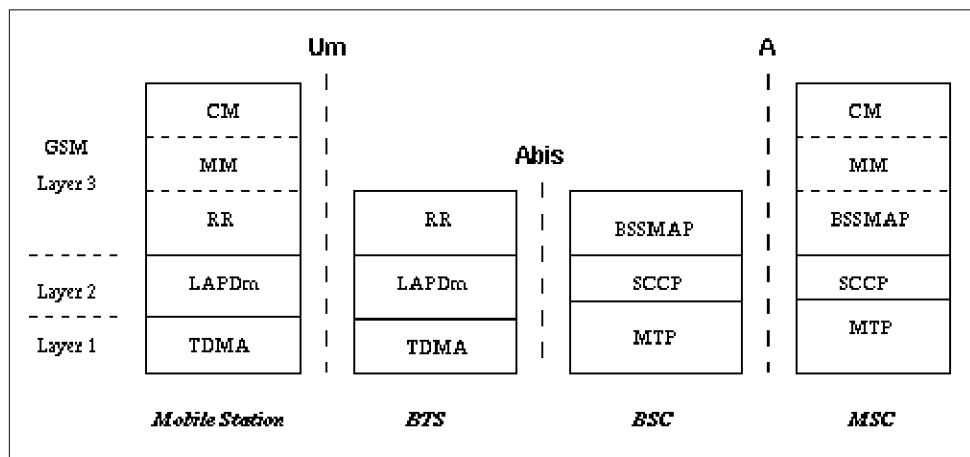 Um
A
Abis
GSM
Layer 3
Layer 2
Layer 1
CM
MM
RR
LAPDm
TDMA
Mobile Station
RR
LAPDm
TDMA
BTS
BSSMAP
SCCP
MTP
BSC
CM
MM
BSSMAP
SCCP
MTP
MSC